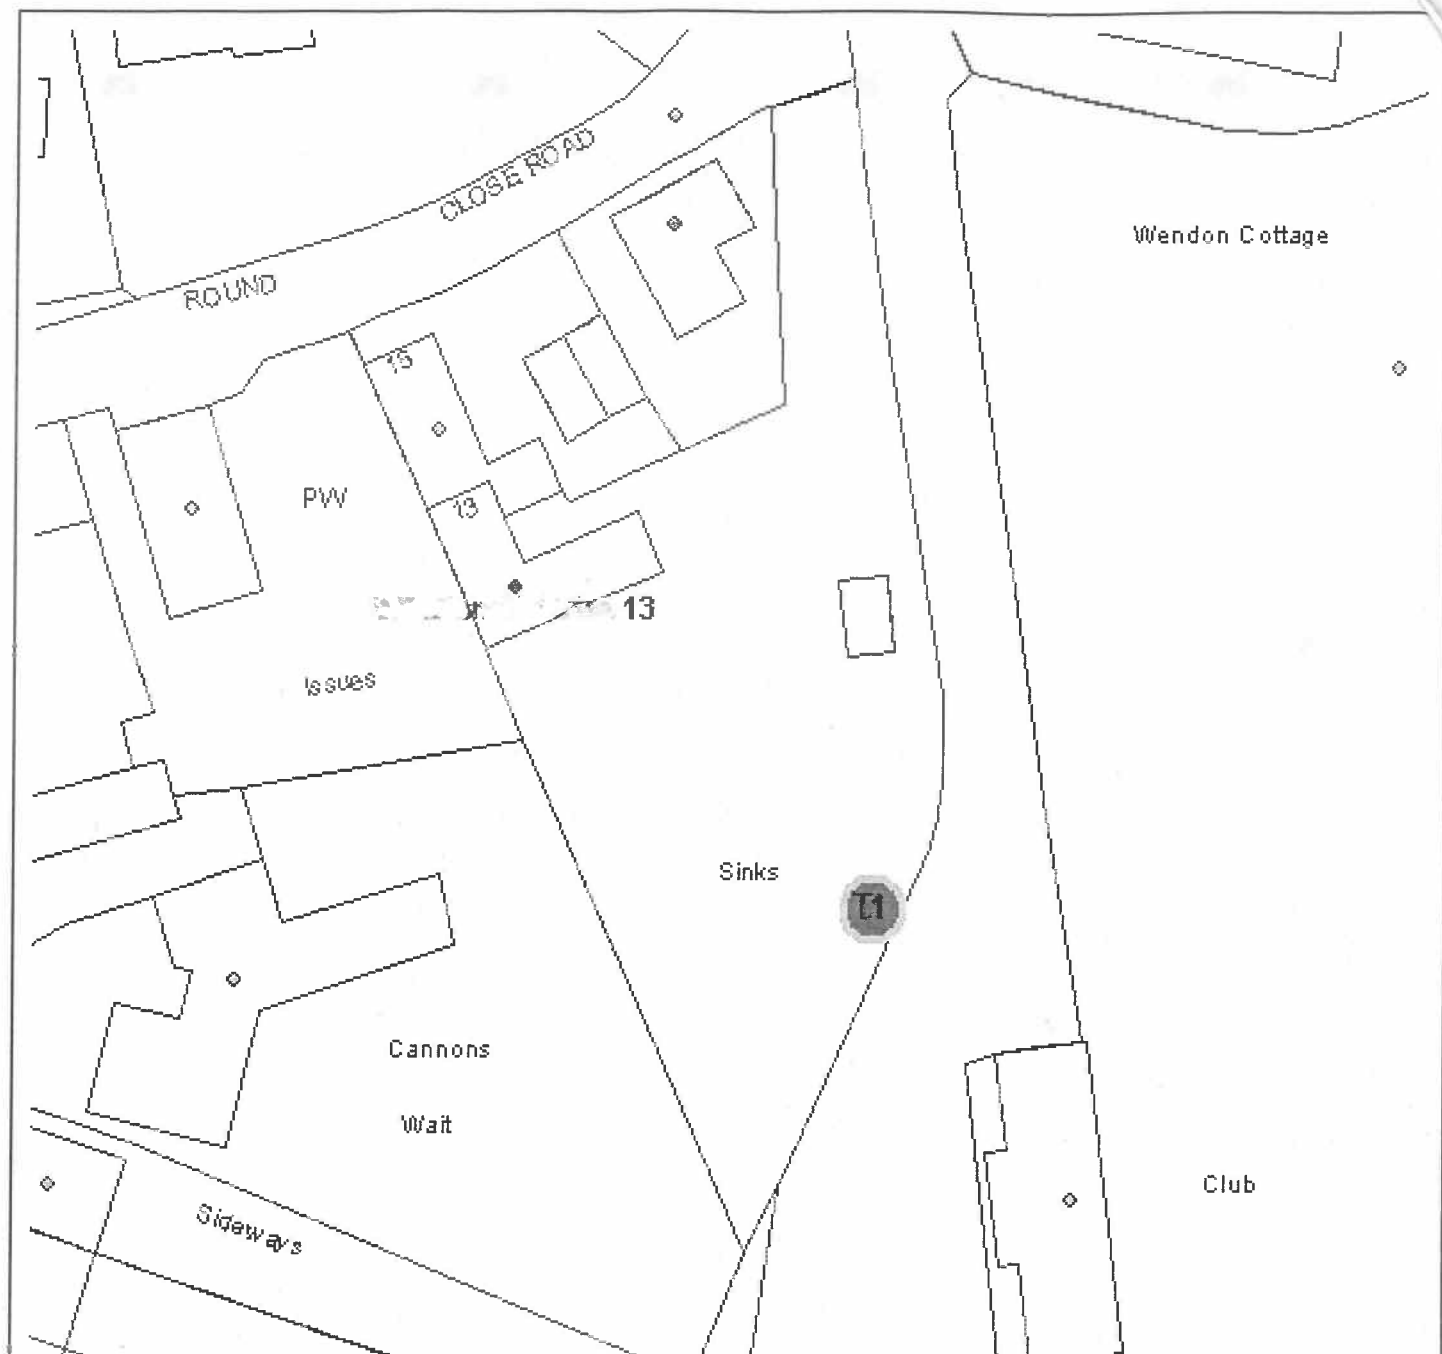 CLOSE ROAD
Wendon Cottage
ROUND
15
PW
13
13
Issues
Sinks
T1
Cannons
Wait
Club
Sideways